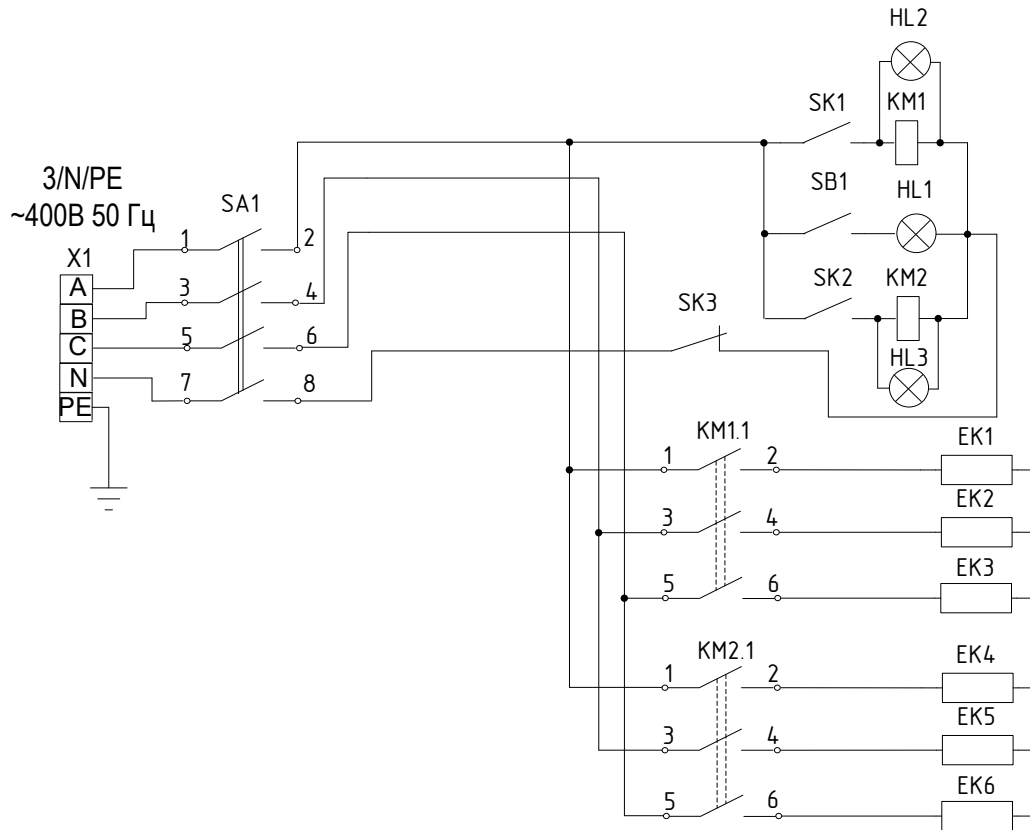 HL2
SK1
KM1
3/N/PE
~400В 50 Гц
SA1
SB1
HL1
X1
1
2
A
3
4
SK2
KM2
B
SK3
5
6
C
HL3
N
7
8
PE
KM1.1
EK1
1
2
EK2
3
4
EK3
5
6
KM2.1
EK4
1
2
EK5
3
4
EK6
5
6